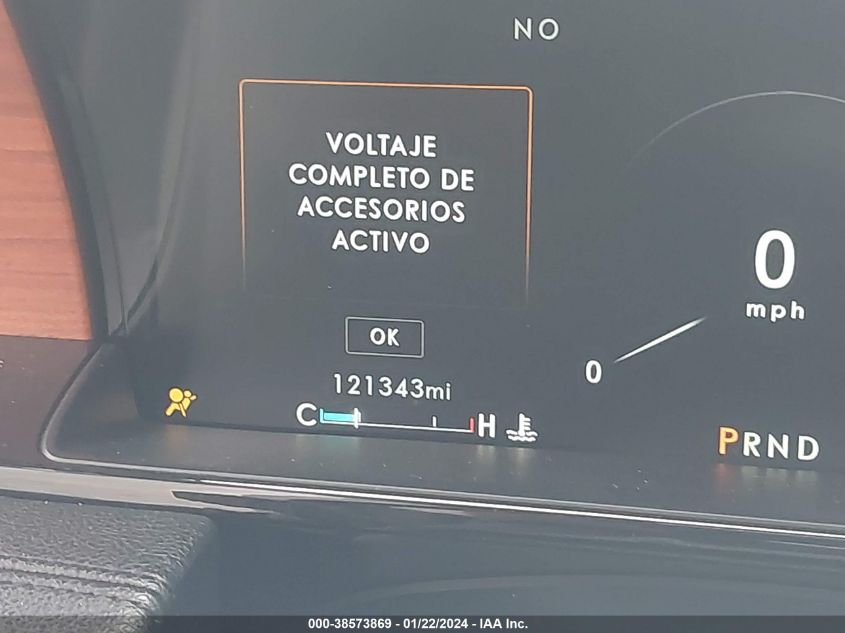 NO
VOLTAJE
COMPLETO DE
ACCESORIOS
ACTIVO
OK
121343mi
C H
0
mph
0
PRND
000-38573869 - 01/22/2024 - IAA Inc.